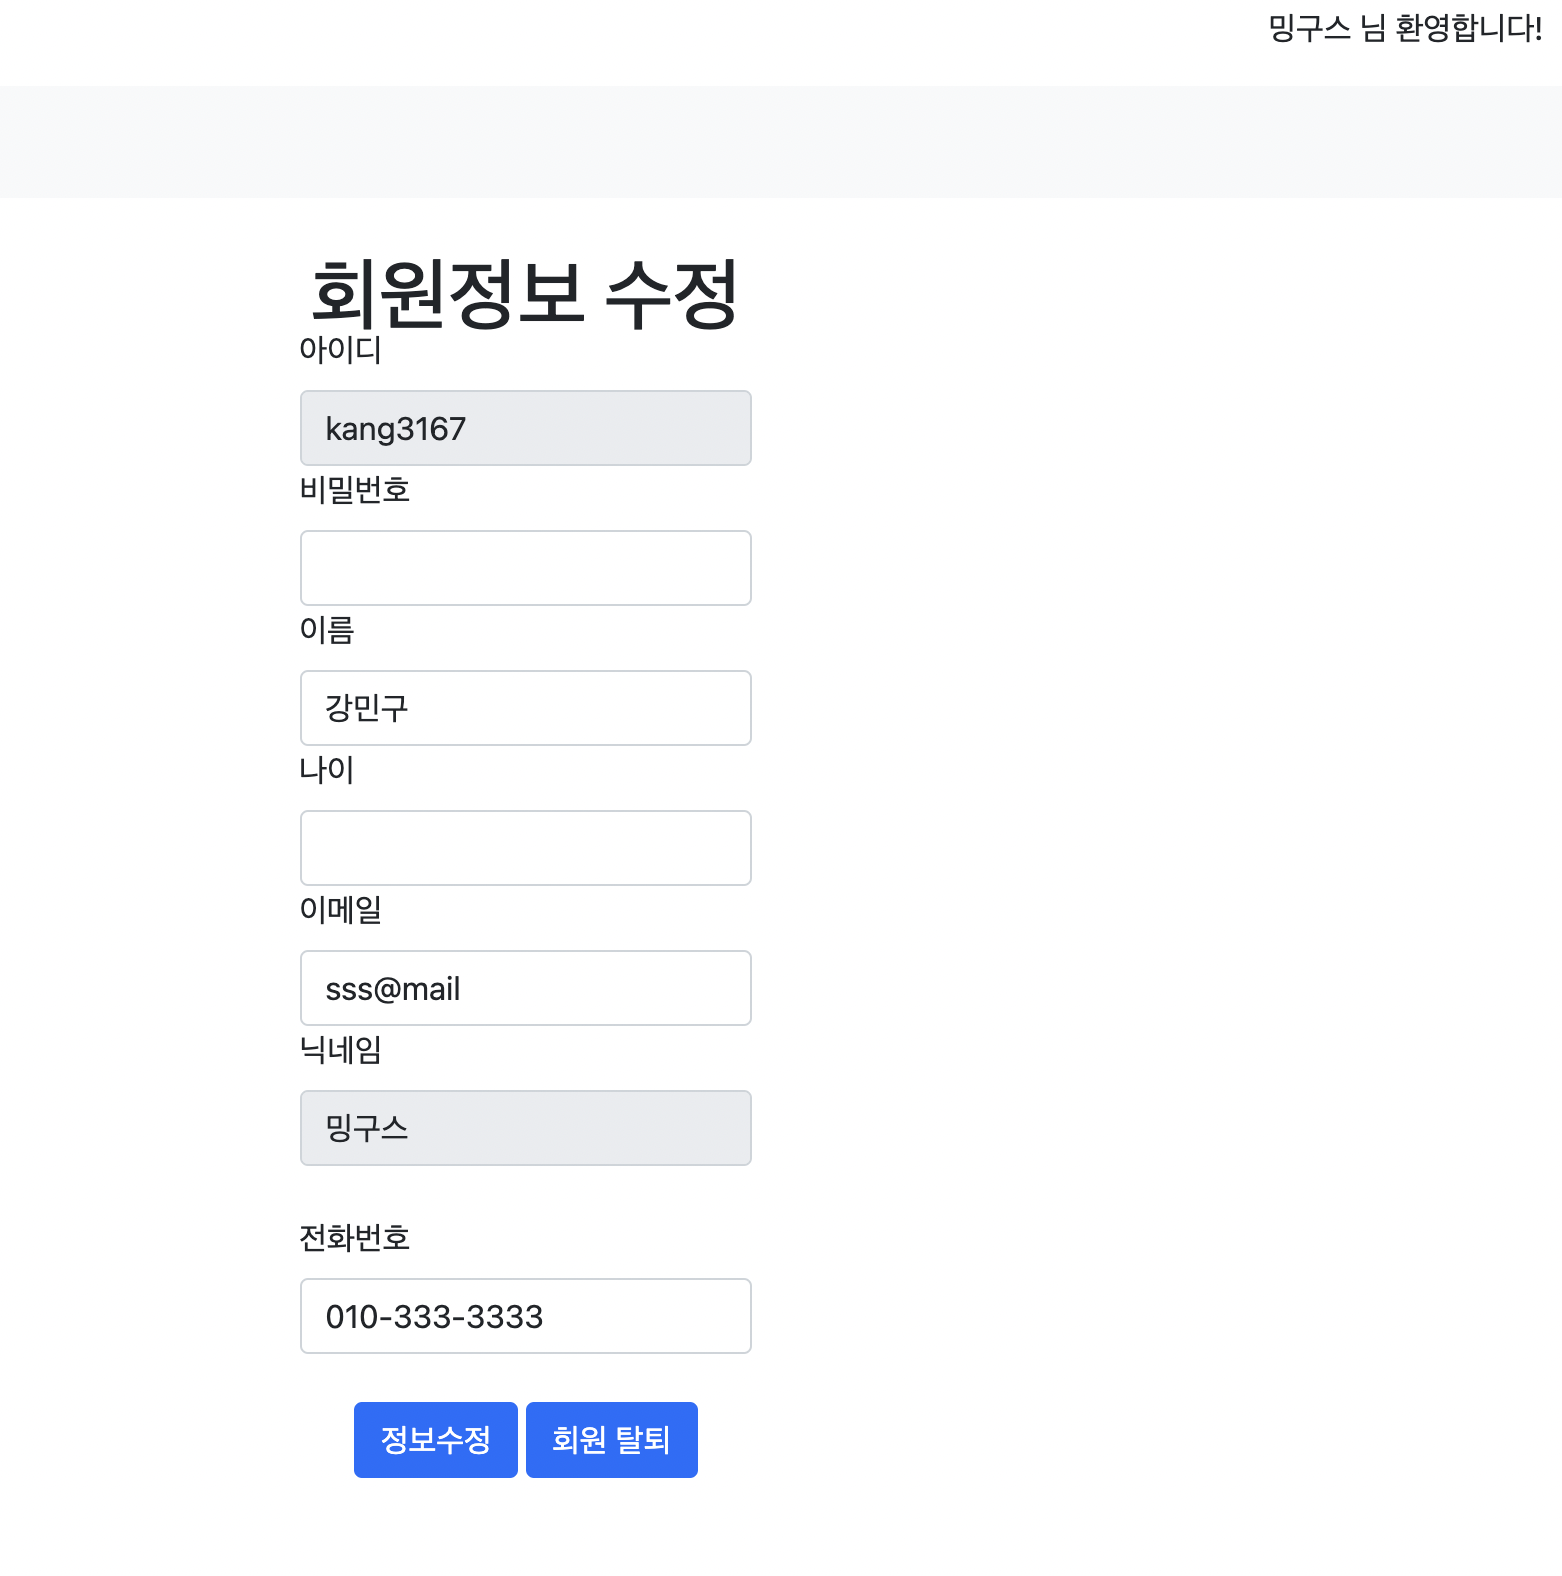 밍구스 님 환영합니다!
회원정보 수정
아이디
kang3167
비밀번호
이름
강민구
나이
이메일
sss@mail
닉네임
밍구스
전화번호
010-333-3333
정보수정 회원 탈퇴